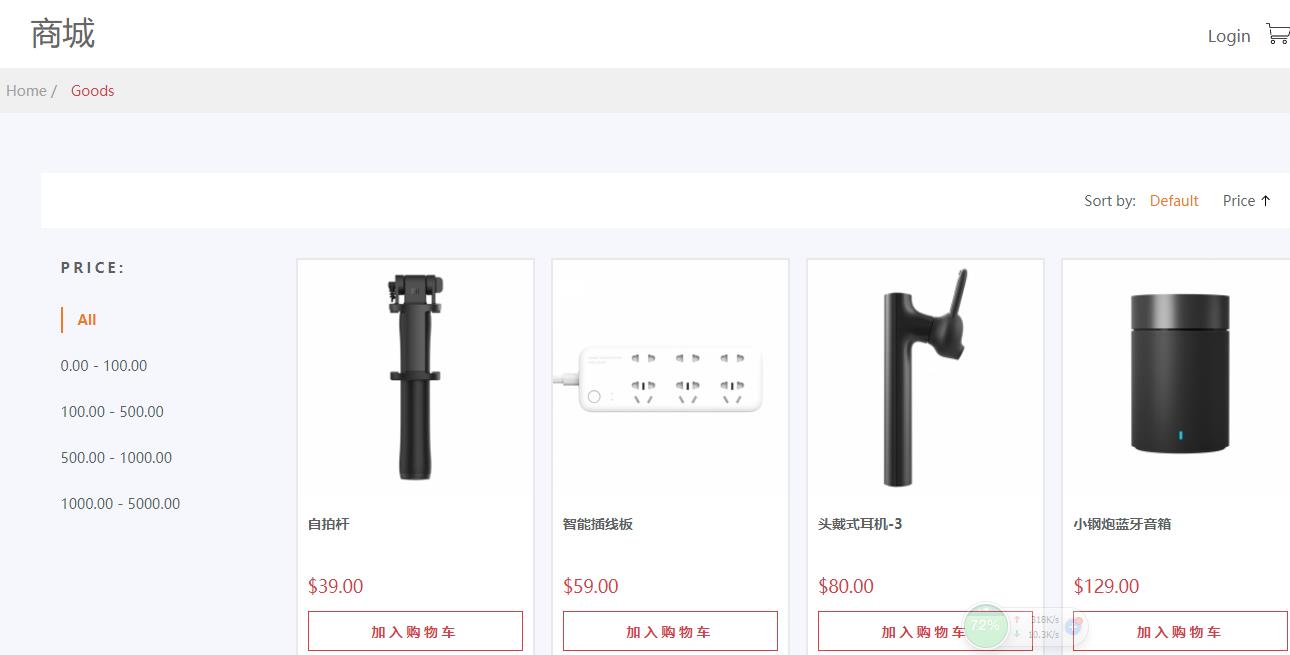 商城
Login
Home / Goods
Sort by: Default Price ↑
PRICE:
All
0.00 - 100.00
100.00 - 500.00
500.00 - 1000.00
1000.00 - 5000.00
自拍杆
智能插线板
头戴式耳机-3
小钢炮蓝牙音箱
$39.00
$59.00
$80.00
$129.00
加入购物车
加入购物车
加入购物车
加入购物车
72%
318K/s
10.3K/s